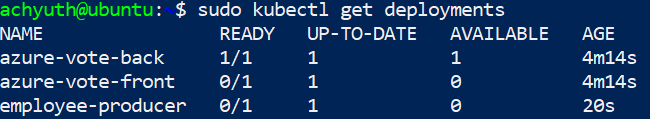 achyuth@ubuntu:~$ sudo kubectl get deployments
NAME READY UP-TO-DATE AVAILABLE AGE
azure-vote-back 1/1 1 1 4m14s
azure-vote-front 0/1 1 0 4m14s
employee-producer 0/1 1 0 20s